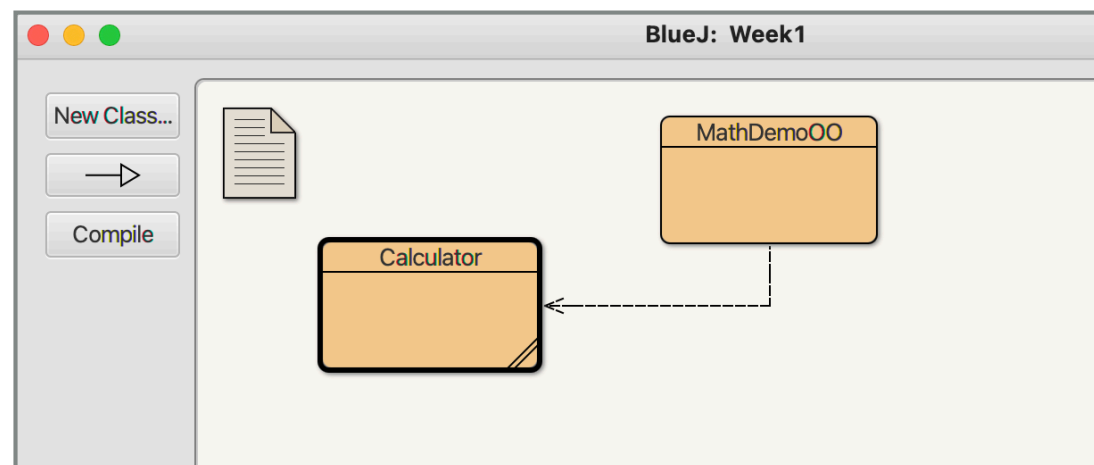 BlueJ: Week1
New Class...
Compile
MathDemoOO
Calculator